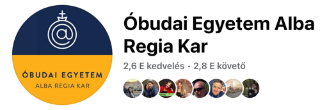 ÓBUDAI EGYETEM
ALBA REGIA KAR
Óbudai Egyetem Alba
Regia Kar
2,6 E kedvelés • 2,8 E követő